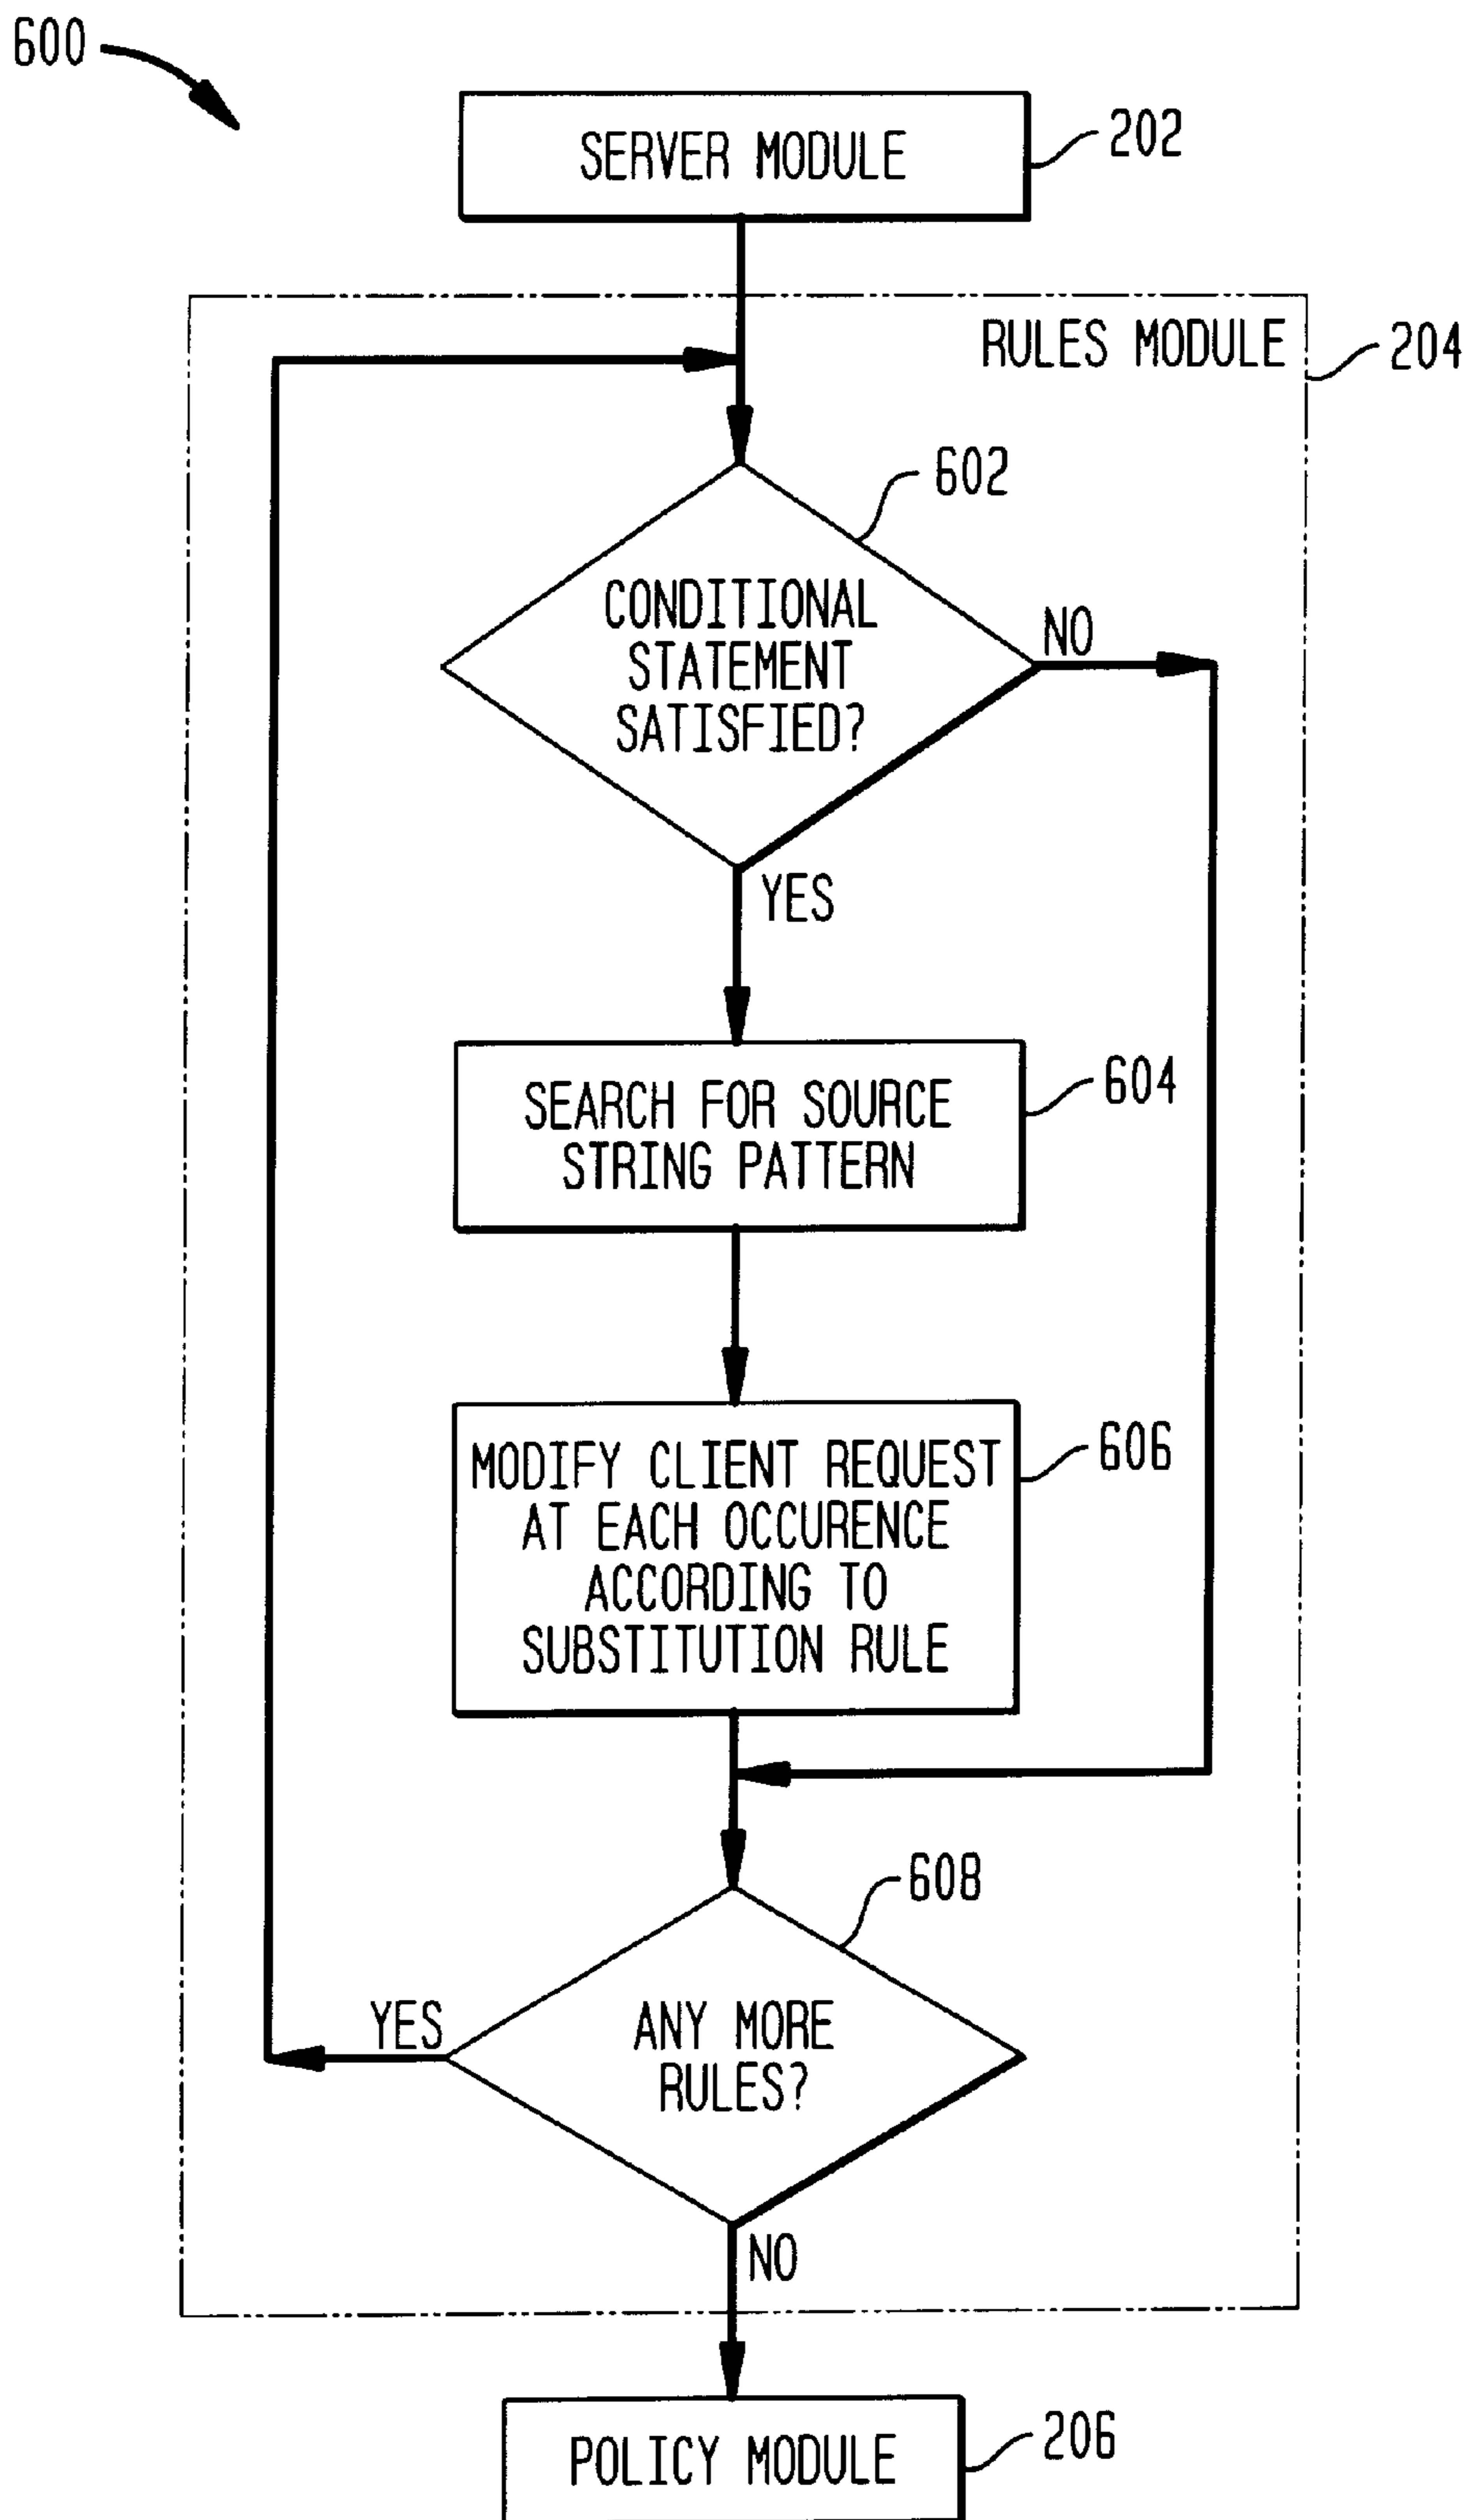 600
SERVER MODULE
202
RULES MODULE
204
602
CONDITIONAL
STATEMENT
SATISFIED?
NO
YES
SEARCH FOR SOURCE
STRING PATTERN
604
MODIFY CLIENT REQUEST
AT EACH OCCURENCE
ACCORDING TO
SUBSTITUTION RULE
606
608
YES
ANY MORE
RULES?
NO
POLICY MODULE
206